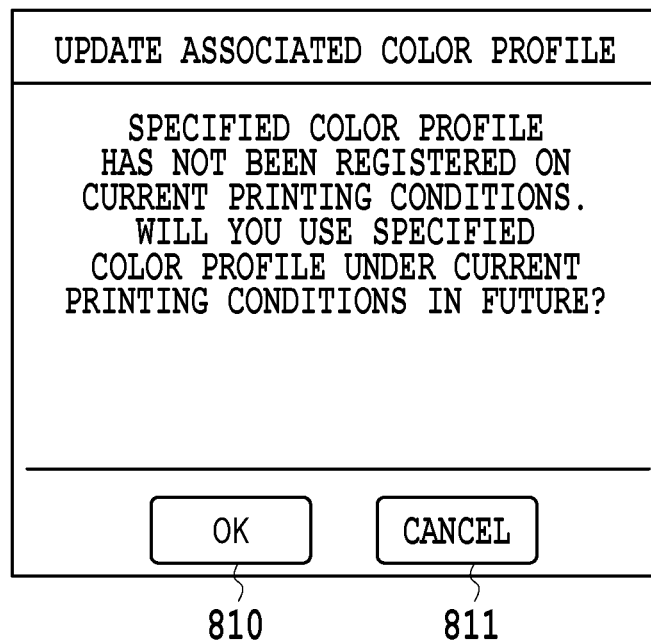 UPDATE ASSOCIATED COLOR PROFILE
SPECIFIED COLOR PROFILE
HAS NOT BEEN REGISTERED ON
CURRENT PRINTING CONDITIONS.
WILL YOU USE SPECIFIED
COLOR PROFILE UNDER CURRENT
PRINTING CONDITIONS IN FUTURE?
OK CANCEL
810 811